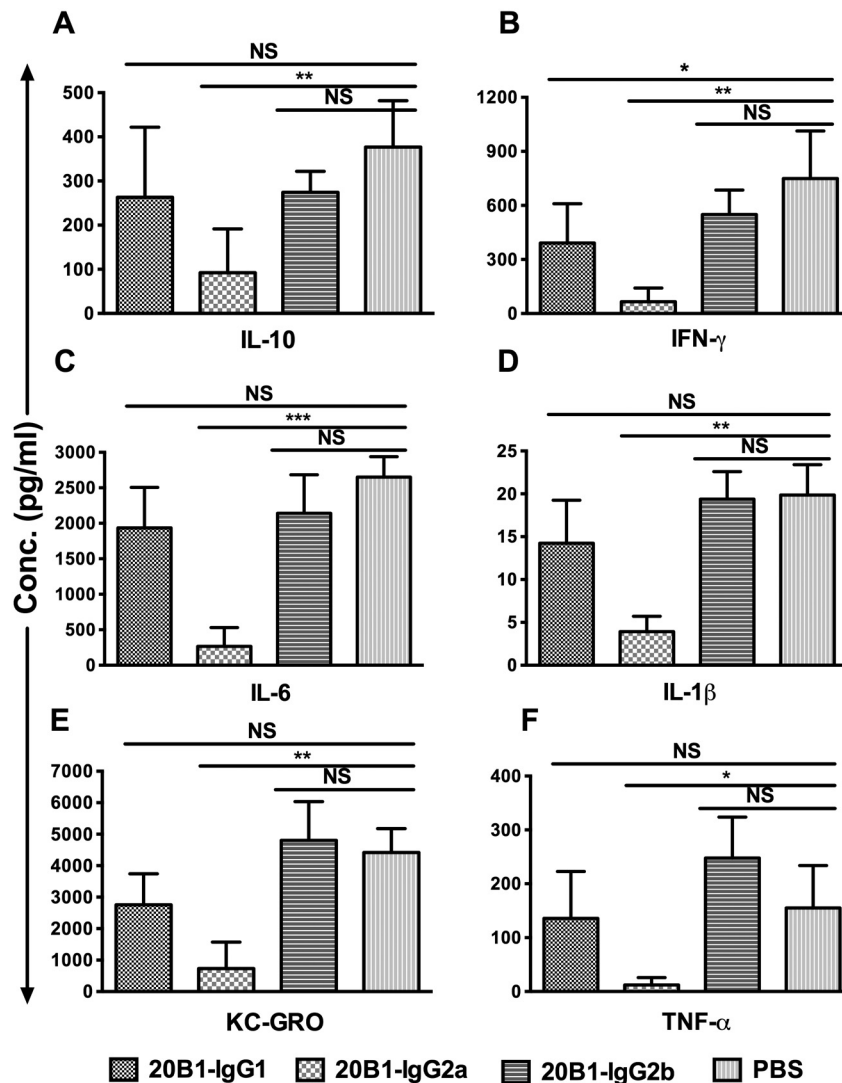 A
NS
**
NS
500
400
300
200
100
0
IL-10
B
*
**
NS
1200
900
600
300
0
IFN-γ
Conc. (pg/ml)
C
NS
***
NS
3000
2500
2000
1500
1000
500
0
IL-6
D
NS
**
NS
25
20
15
10
5
0
IL-1β
E
NS
**
NS
7000
6000
5000
4000
3000
2000
1000
0
KC-GRO
F
NS
*
NS
400
300
200
100
0
TNF-α
20B1-IgG1 20B1-IgG2a 20B1-IgG2b PBS